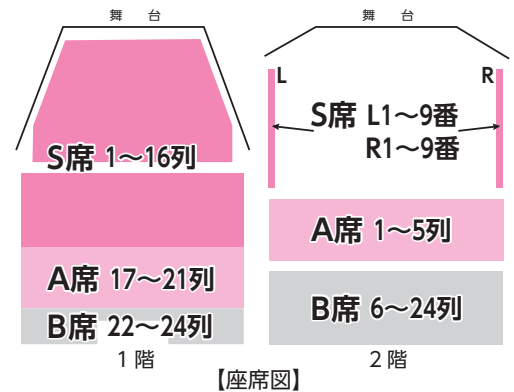 舞 台
S席 1〜16列
A席 17〜21列
B席 22〜24列
1階
舞 台
L
R
S席 L1〜9番
R1〜9番
A席 1〜5列
B席 6〜24列
2階
【座席図】